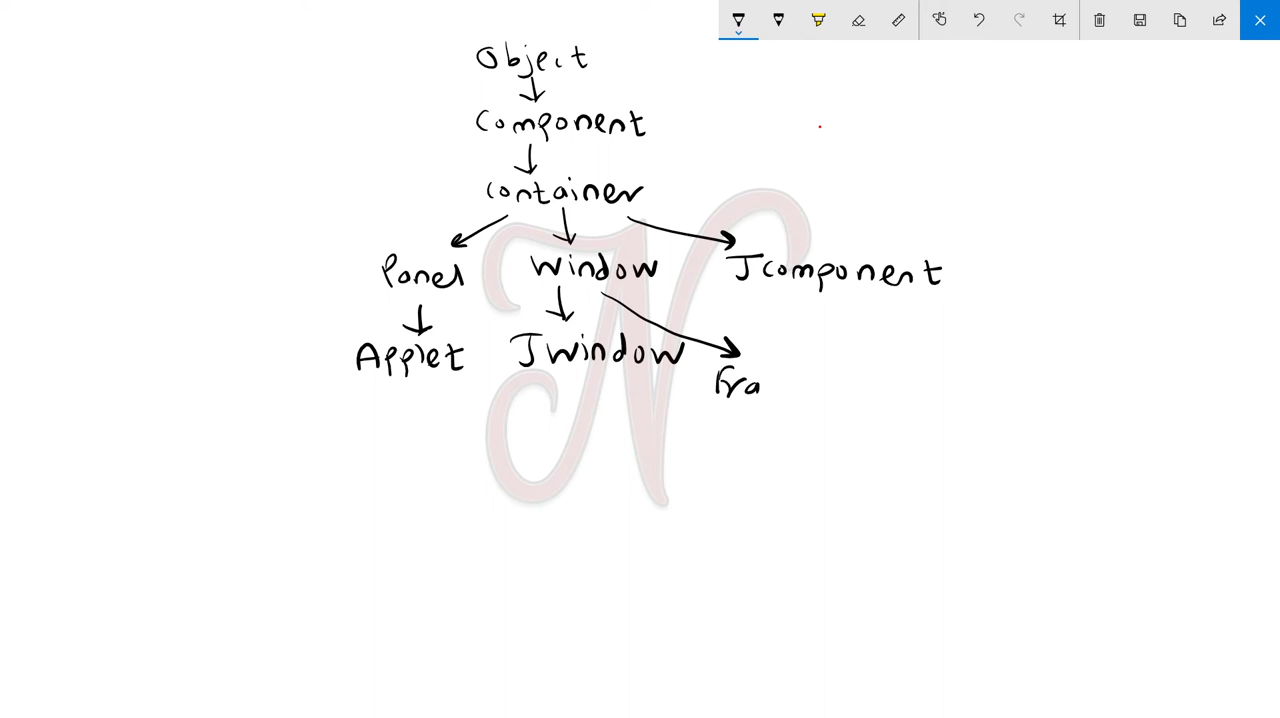 Object
Component
Container
Panel Window Jcomponent
Applet JWindow
Fra